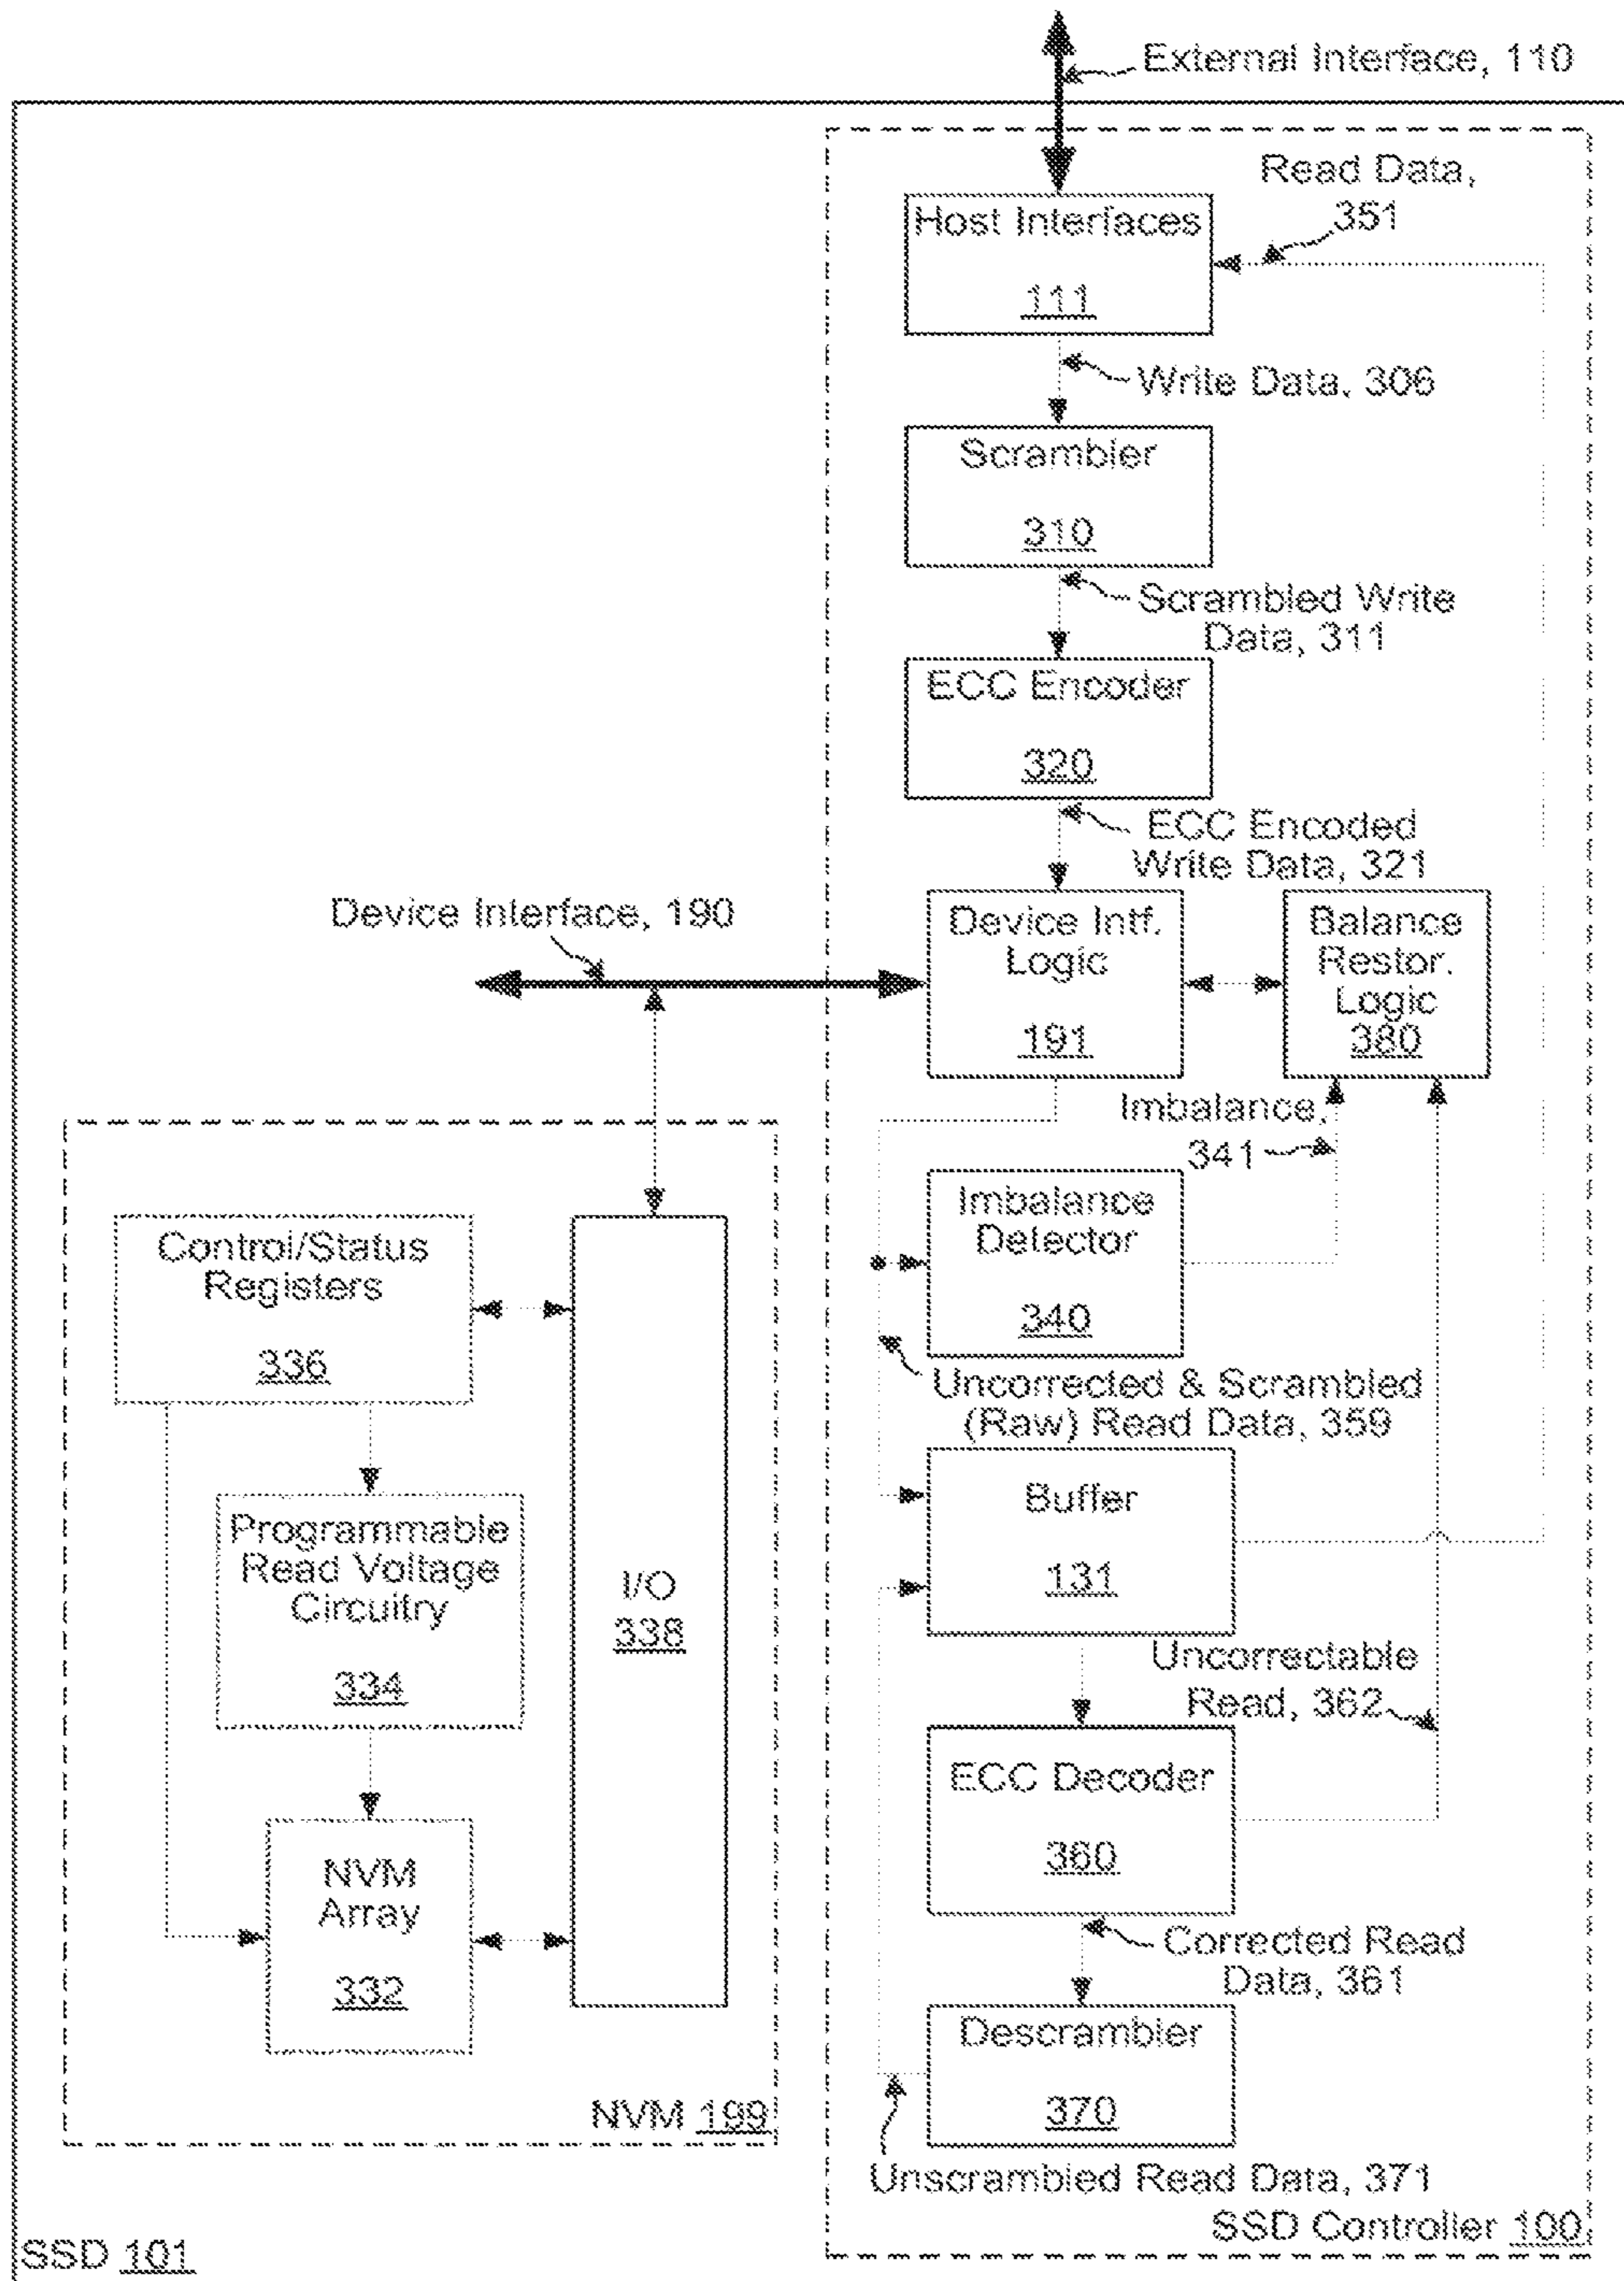 External Interface, 110
Read Data,
351
Host Interfaces
111
Write Data, 306
Scrambler
310
Scrambled Write
Data, 311
ECC Encoder
320
ECC Encoded
Write Data, 321
Device Interface, 190
Device Intf.
Logic
191
Balance
Restor.
Logic
380
Imbalance,
341
Imbalance
Detector
340
Control/Status
Registers
336
Uncorrected & Scrambled
(Raw) Read Data, 359
Programmable
Read Voltage
Circuitry
334
I/O
338
Buffer
131
Uncorrectable
Read, 362
ECC Decoder
360
NVM
Array
332
Corrected Read
Data, 361
Descrambler
370
NVM 199
Unscrambled Read Data, 371
SSD Controller 100
SSD 101